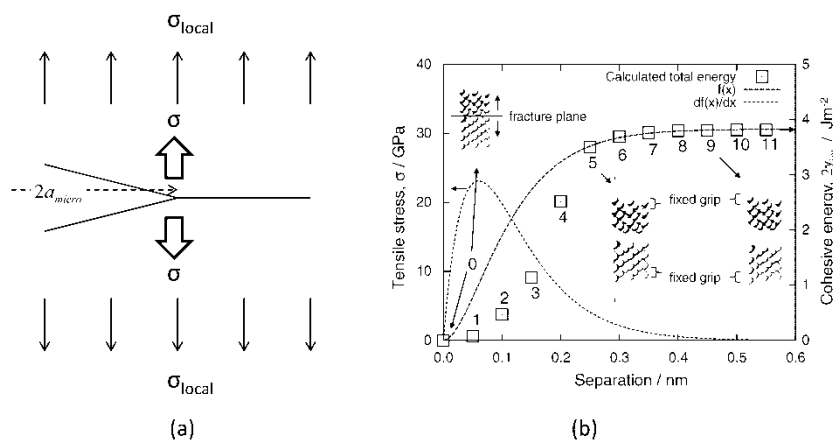 σlocal
σ
2amicro
σ
σlocal
(a)
40
30
20
10
0
Tensile stress, σ / GPa
Calculated total energy
f(x)
df(x)/dx
fracture plane
0
1
2
3
4
5
6
7
8
9
10
11
fixed grip
fixed grip
5
4
3
2
1
0
Cohesive energy,
Jm-2
0.0 0.1 0.2 0.3 0.4 0.5 0.6
Separation / nm
(b)